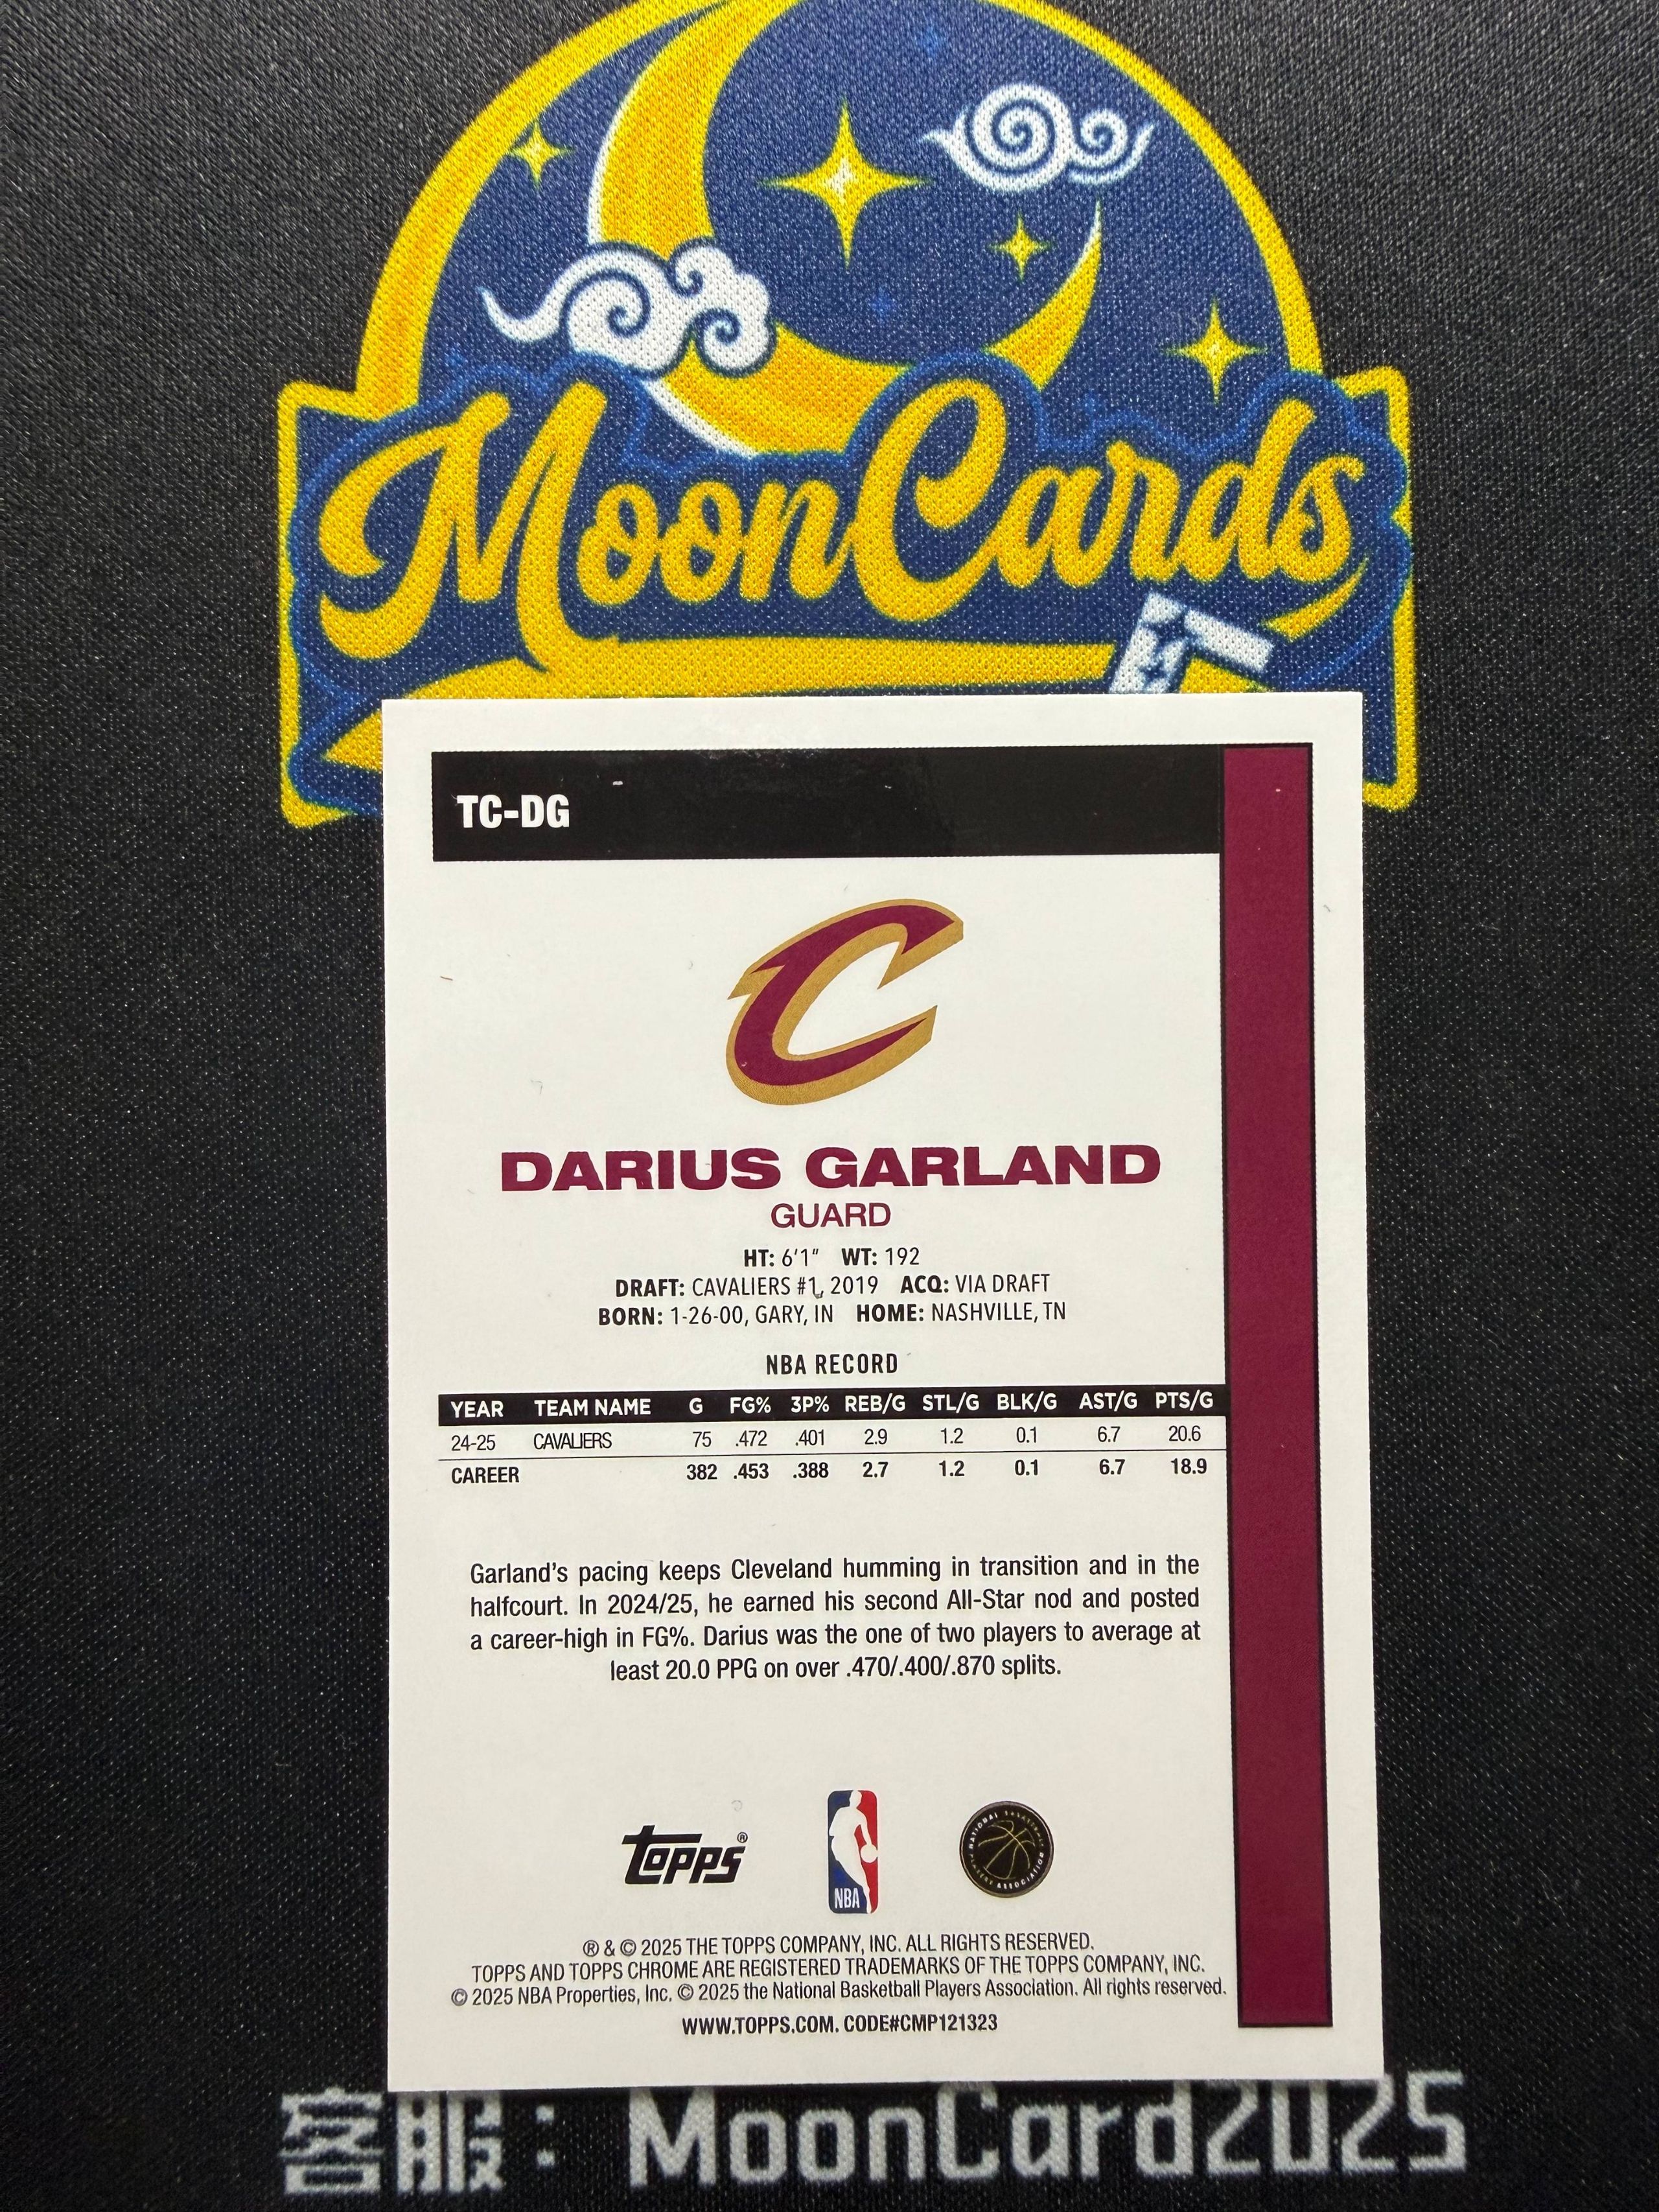 MoonCards
TC-DG
DARIUS GARLAND
GUARD
HT: 6'1" WT: 192
DRAFT: CAVALIERS #1, 2019 ACQ: VIA DRAFT
BORN: 1-26-00, GARY, IN HOME: NASHVILLE, TN
NBA RECORD
YEAR TEAM NAME G FG% 3P% REB/G STL/G BLK/G AST/G PTS/G
24-25 CAVALIERS 75 .472 .401 2.9 1.2 0.1 6.7 20.6
CAREER 382 .453 .388 2.7 1.2 0.1 6.7 18.9
Garland's pacing keeps Cleveland humming in transition and in the
halfcourt. In 2024/25, he earned his second All-Star nod and posted
a career-high in FG%. Darius was the one of two players to average at
least 20.0 PPG on over .470/.400/.870 splits.
Topps®
NBA
NATIONAL BASKETBALL PLAYERS ASSOCIATION
® & © 2025 THE TOPPS COMPANY, INC. ALL RIGHTS RESERVED.
TOPPS AND TOPPS CHROME ARE REGISTERED TRADEMARKS OF THE TOPPS COMPANY, INC.
© 2025 NBA Properties, Inc. © 2025 the National Basketball Players Association. All rights reserved.
WWW.TOPPS.COM. CODE#CMP121323
客服：MoonCard2025